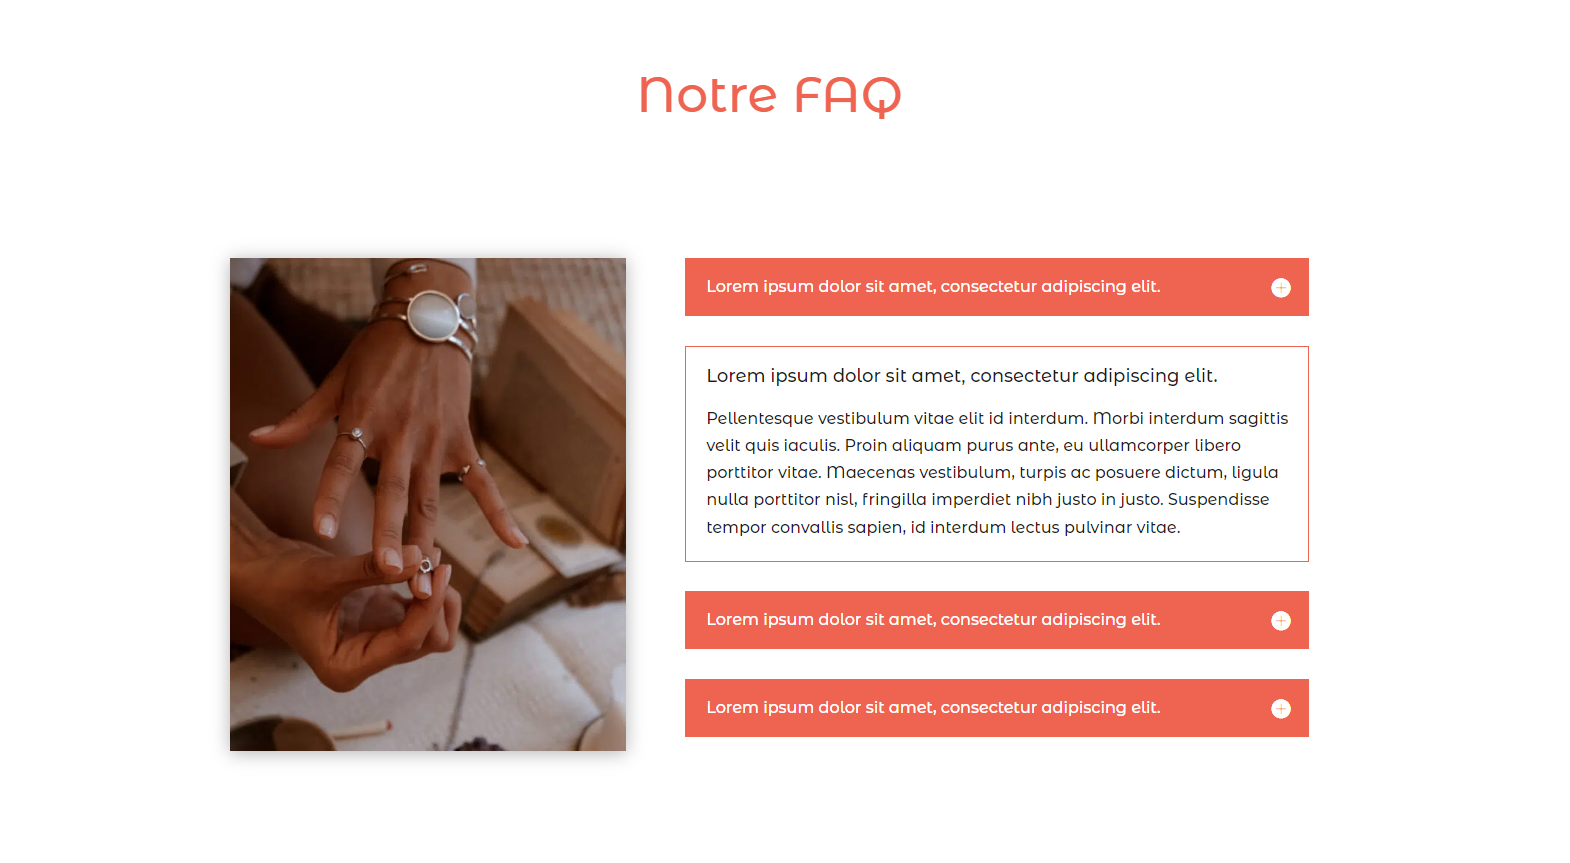 Notre FAQ
Lorem ipsum dolor sit amet, consectetur adipiscing elit.
Lorem ipsum dolor sit amet, consectetur adipiscing elit.
Pellentesque vestibulum vitae elit id interdum. Morbi interdum sagittis
velit quis iaculis. Proin aliquam purus ante, eu ullamcorper libero
porttitor vitae. Maecenas vestibulum, turpis ac posuere dictum, ligula
nulla porttitor nisl, fringilla imperdiet nibh justo in justo. Suspendisse
tempor convallis sapien, id interdum lectus pulvinar vitae.
Lorem ipsum dolor sit amet, consectetur adipiscing elit.
Lorem ipsum dolor sit amet, consectetur adipiscing elit.